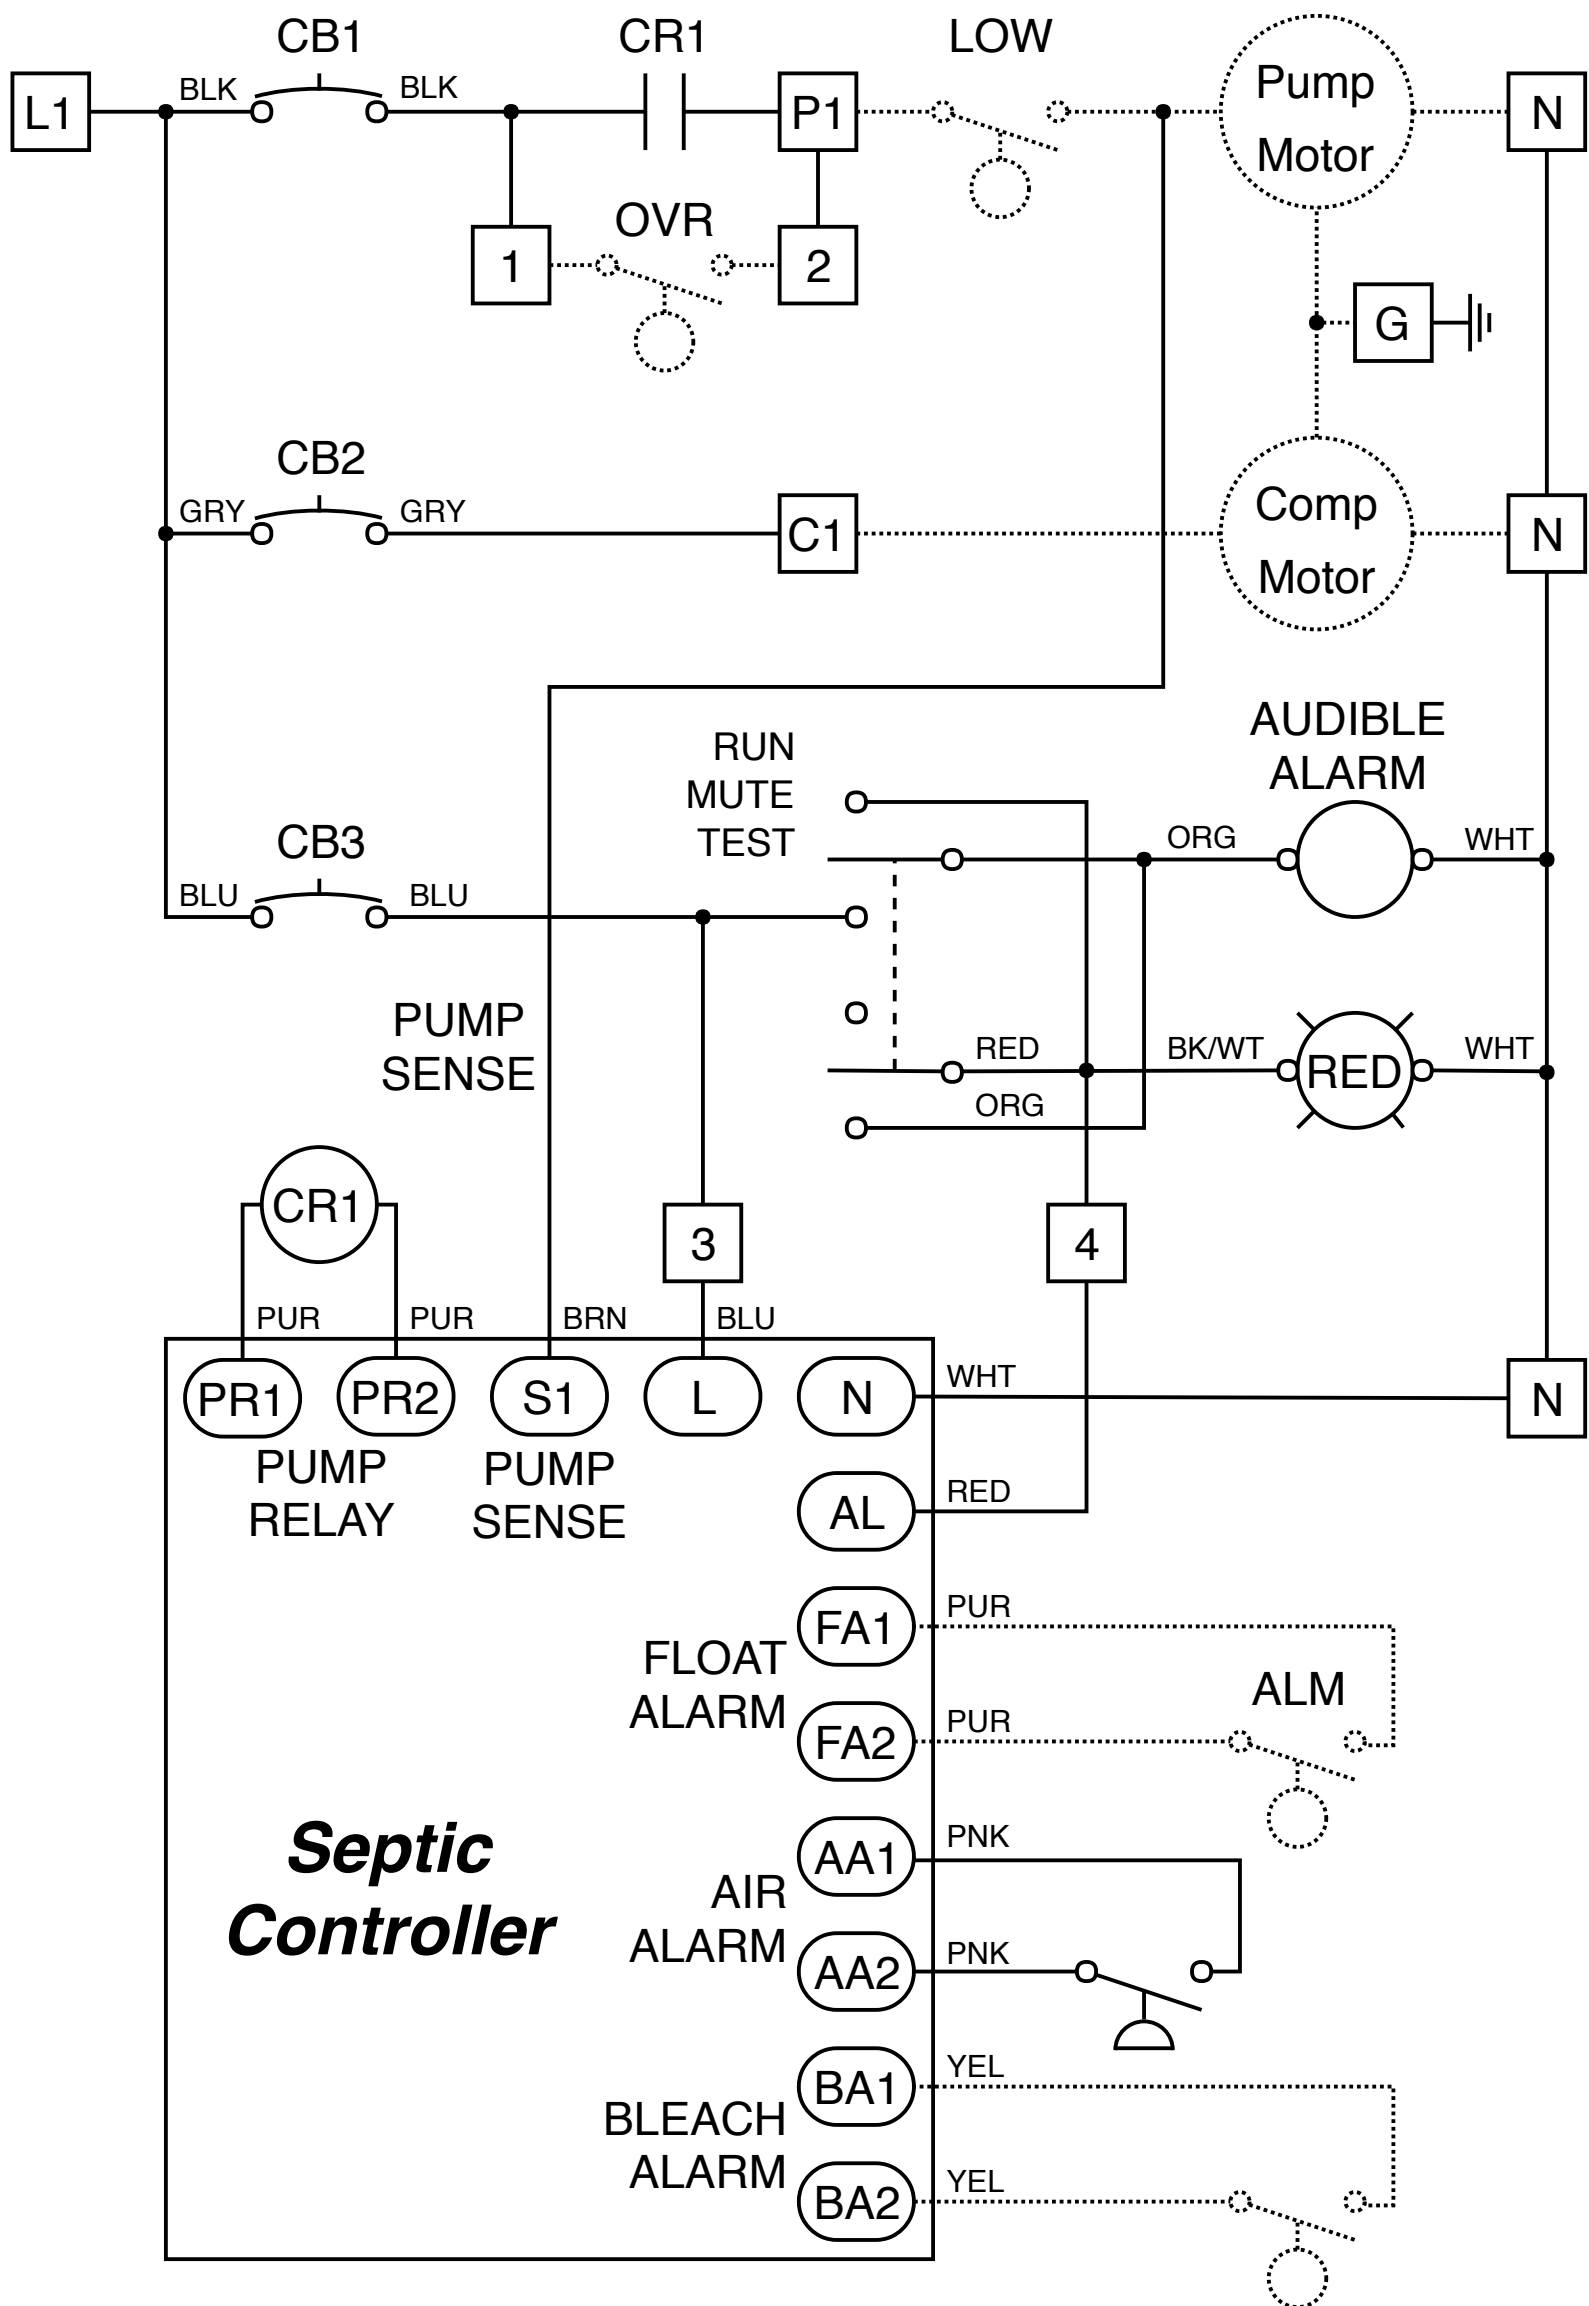 CB1
CR1
LOW
L1
BLK
BLK
P1
Pump
Motor
N
OVR
1
2
G
CB2
GRY
GRY
C1
Comp
Motor
N
RUN
MUTE
TEST
AUDIBLE
ALARM
CB3
BLU
BLU
ORG
WHT
PUMP
SENSE
RED
BK/WT
RED
WHT
ORG
CR1
3
4
PUR
PUR
BRN
BLU
PR1
PR2
S1
L
N
WHT
N
PUMP
RELAY
PUMP
SENSE
AL
RED
FA1
PUR
FLOAT
ALARM
ALM
FA2
PUR
Septic
Controller
AA1
PNK
AIR
ALARM
AA2
PNK
BA1
YEL
BLEACH
ALARM
BA2
YEL